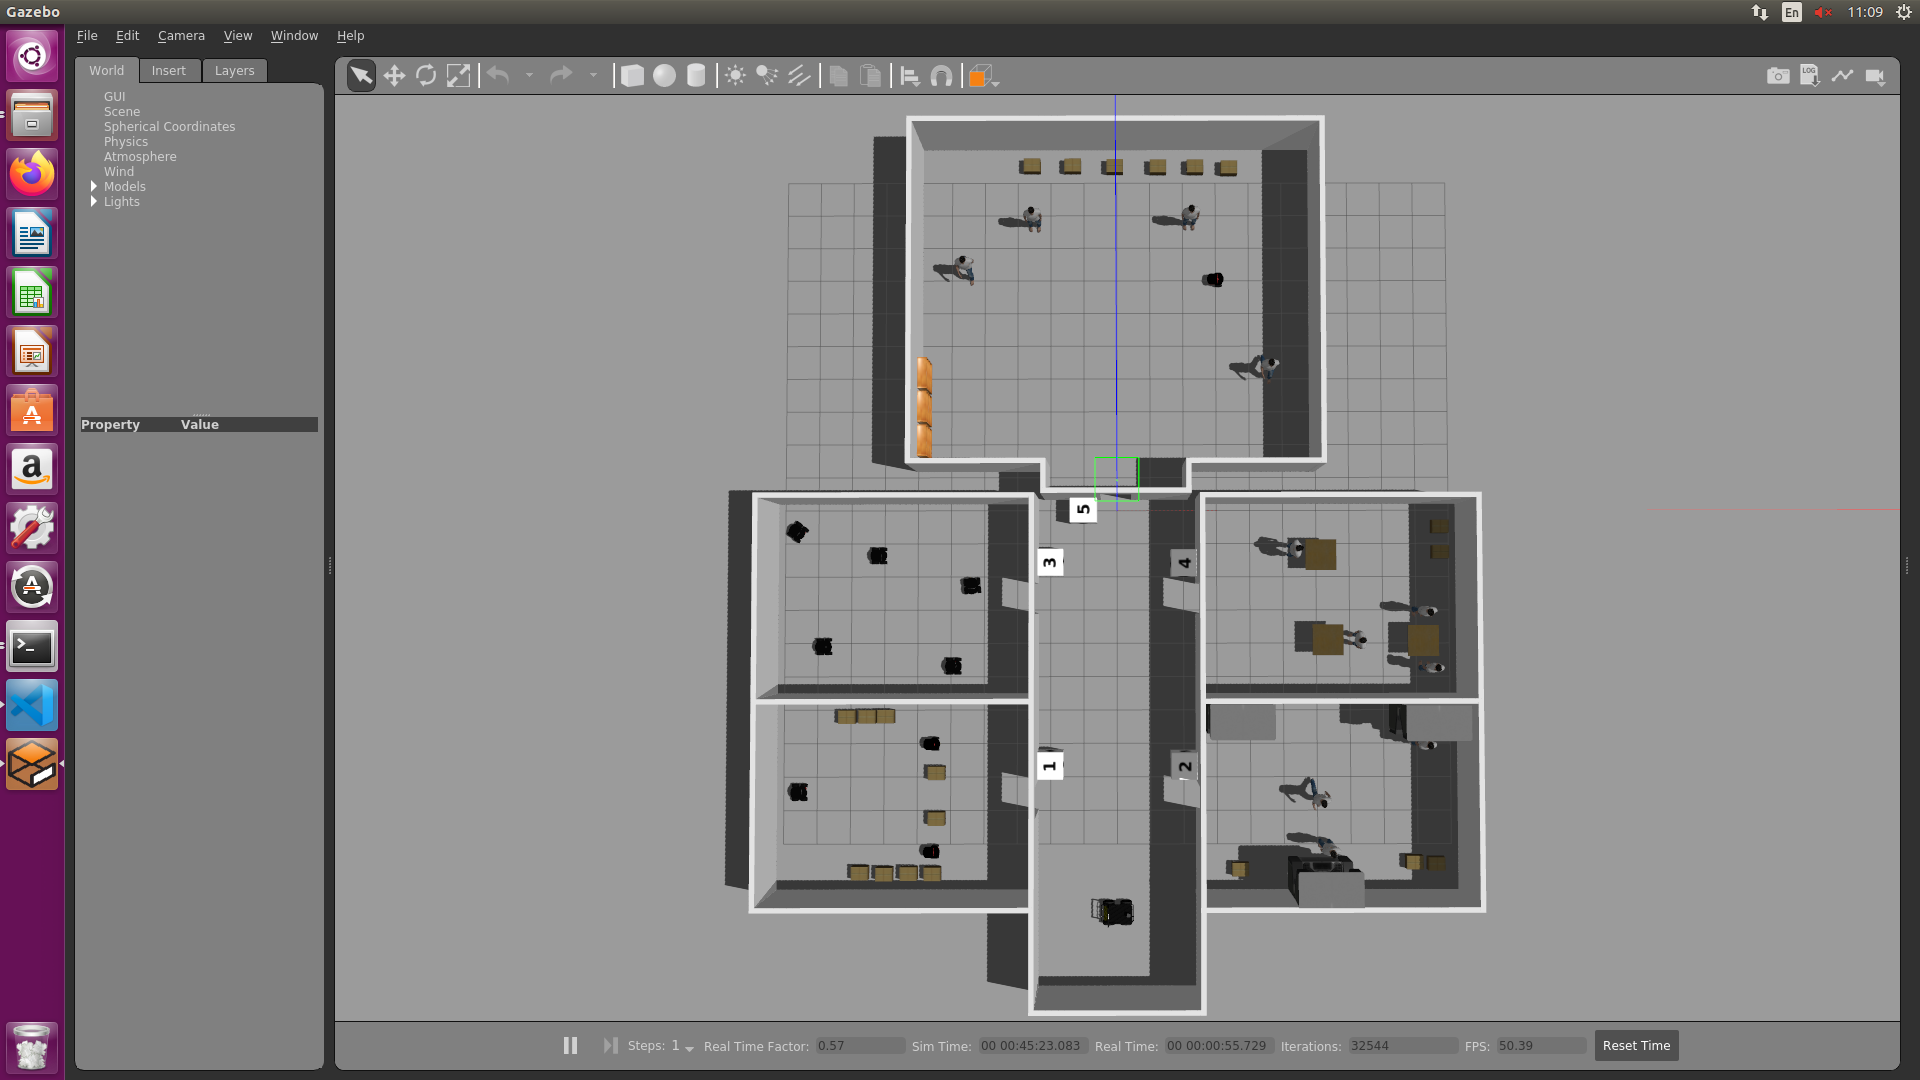 Gazebo
En
11:09
File Edit Camera View Window Help
World Insert Layers
LOG
GUI
Scene
Spherical Coordinates
Physics
Atmosphere
Wind
Models
Lights
Property Value
5
3
4
1
2
Steps: 1 Real Time Factor: 0.57 Sim Time: 00 00:45:23.083 Real Time: 00 00:00:55.729 Iterations: 32544 FPS: 50.39 Reset Time